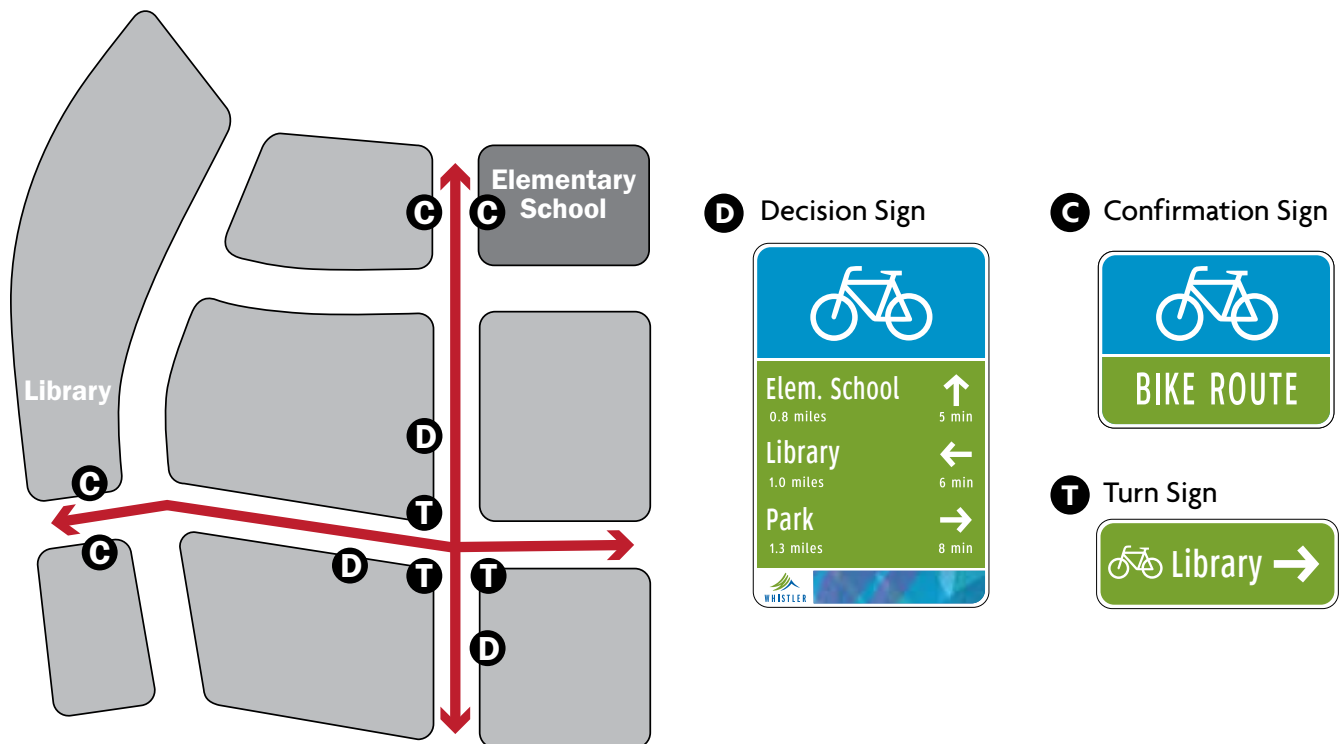 Elementary
School
C
C
Library
D
T
C
C
D
T
T
D
D Decision Sign
Elem. School
0.8 miles 5 min
Library
1.0 miles 6 min
Park
1.3 miles 8 min
WHISTLER
C Confirmation Sign
BIKE ROUTE
T Turn Sign
Library